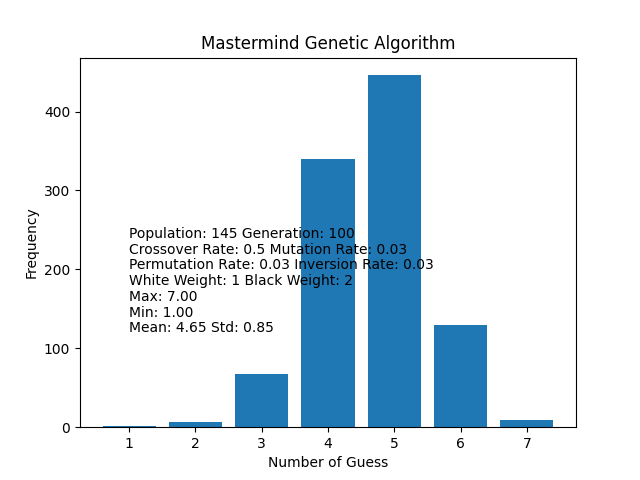 Mastermind Genetic Algorithm
Frequency
400
300
200
100
0
Population: 145 Generation: 100
Crossover Rate: 0.5 Mutation Rate: 0.03
Permutation Rate: 0.03 Inversion Rate: 0.03
White Weight: 1 Black Weight: 2
Max: 7.00
Min: 1.00
Mean: 4.65 Std: 0.85
1 2 3 4 5 6 7
Number of Guess